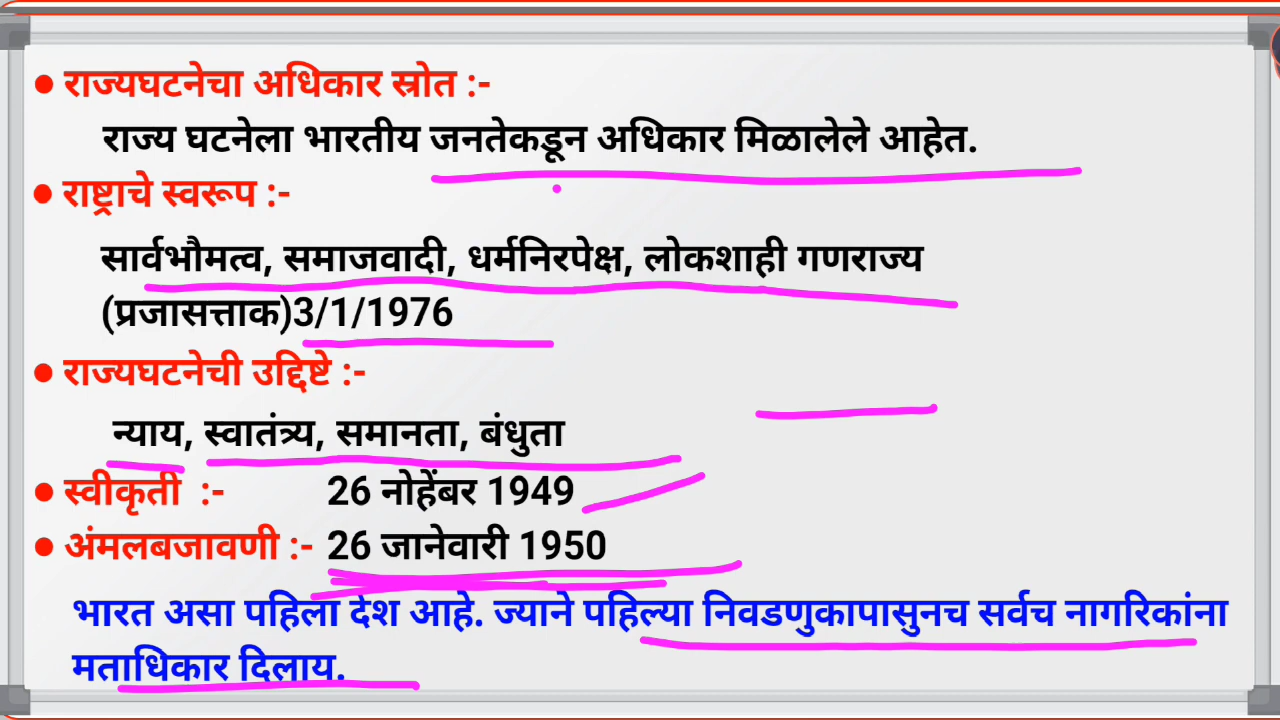 • राज्यघटनेचा अधिकार स्रोत :-
राज्य घटनेला भारतीय जनतेकडून अधिकार मिळालेले आहेत.
• राष्ट्राचे स्वरूप :-
सार्वभौमत्व, समाजवादी, धर्मनिरपेक्ष, लोकशाही गणराज्य
(प्रजासत्ताक)3/1/1976
• राज्यघटनेची उद्दिष्टे :-
न्याय, स्वातंत्र्य, समानता, बंधुता
• स्वीकृती :- 26 नोहेंबर 1949
• अंमलबजावणी :- 26 जानेवारी 1950
भारत असा पहिला देश आहे. ज्याने पहिल्या निवडणुकापासुनच सर्वच नागरिकांना
मताधिकार दिलाय.